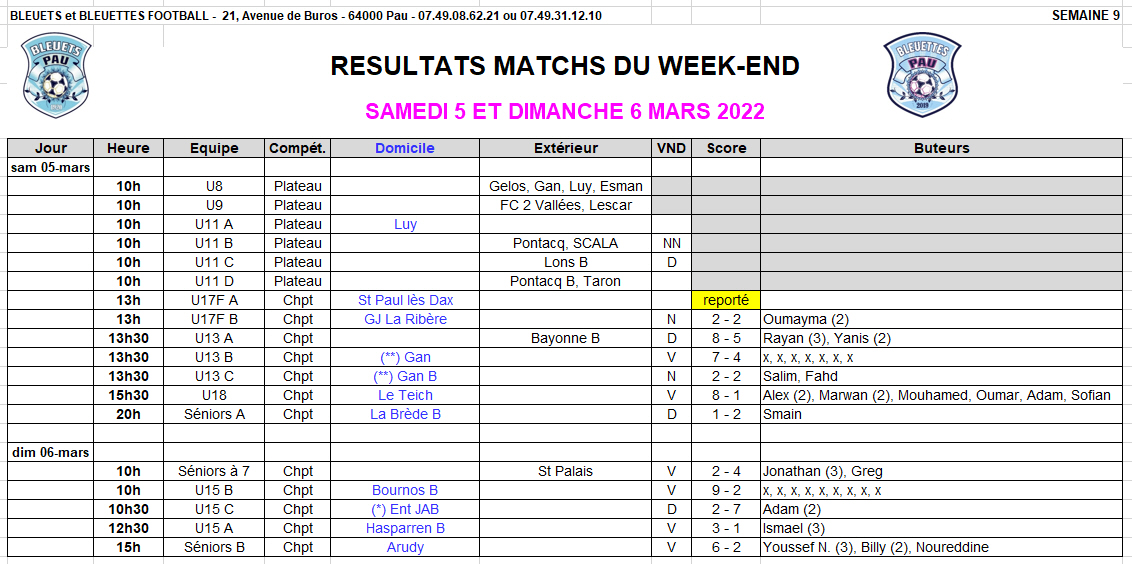 BLEUETS et BLEUETTES FOOTBALL - 21, Avenue de Buros - 64000 Pau - 07.49.08.62.21 ou 07.49.31.12.10 SEMAINE 9
BLEUETS PAU BLEUETTES PAU 2019
RESULTATS MATCHS DU WEEK-END
SAMEDI 5 ET DIMANCHE 6 MARS 2022
Jour Heure Equipe Compét. Domicile Extérieur VND Score Buteurs
sam 05-mars
10h U8 Plateau Gelos, Gan, Luy, Esman
10h U9 Plateau FC 2 Vallées, Lescar
10h U11 A Plateau Luy
10h U11 B Plateau Pontacq, SCALA NN
10h U11 C Plateau Lons B D
10h U11 D Plateau Pontacq B, Taron
13h U17F A Chpt St Paul lès Dax reporté
13h U17F B Chpt GJ La Ribère N 2 - 2 Oumayma (2)
13h30 U13 A Chpt Bayonne B D 8 - 5 Rayan (3), Yanis (2)
13h30 U13 B Chpt (**) Gan V 7 - 4 x, x, x, x, x, x, x
13h30 U13 C Chpt (**) Gan B N 2 - 2 Salim, Fahd
15h30 U18 Chpt Le Teich V 8 - 1 Alex (2), Marwan (2), Mouhamed, Oumar, Adam, Sofian
20h Séniors A Chpt La Brède B D 1 - 2 Smain
dim 06-mars
10h Séniors à 7 Chpt St Palais V 2 - 4 Jonathan (3), Greg
10h U15 B Chpt Bournos B V 9 - 2 x, x, x, x, x, x, x, x, x
10h30 U15 C Chpt (*) Ent JAB D 2 - 7 Adam (2)
12h30 U15 A Chpt Hasparren B V 3 - 1 Ismael (3)
15h Séniors B Chpt Arudy V 6 - 2 Youssef N. (3), Billy (2), Noureddine